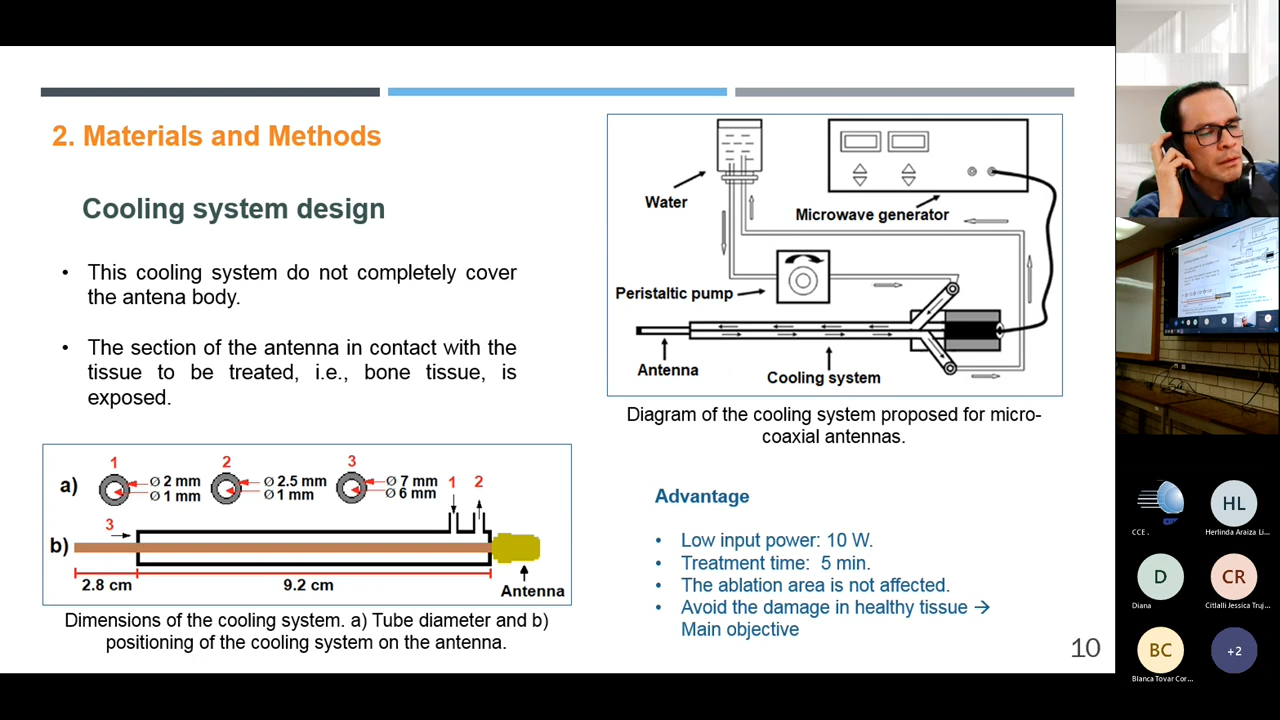 2. Materials and Methods
Cooling system design
• This cooling system do not completely cover
the antena body.
• The section of the antenna in contact with the
tissue to be treated, i.e., bone tissue, is
exposed.
a)
1
Ø 2 mm
Ø 1 mm
2
Ø 2.5 mm
Ø 1 mm
3
Ø 7 mm
Ø 6 mm
1 2
3
b)
2.8 cm
9.2 cm
Antenna
Dimensions of the cooling system. a) Tube diameter and b)
positioning of the cooling system on the antenna.
Water
Microwave generator
Peristaltic pump
Antenna
Cooling system
Diagram of the cooling system proposed for micro-
coaxial antennas.
Advantage
• Low input power: 10 W.
• Treatment time: 5 min.
• The ablation area is not affected.
• Avoid the damage in healthy tissue →
Main objective
10
CCE .
HL
Herlinda Araiza Li...
D
Diana
CR
Citlalli Jessica Truj...
BC
Blanca Tovar Cor...
+2